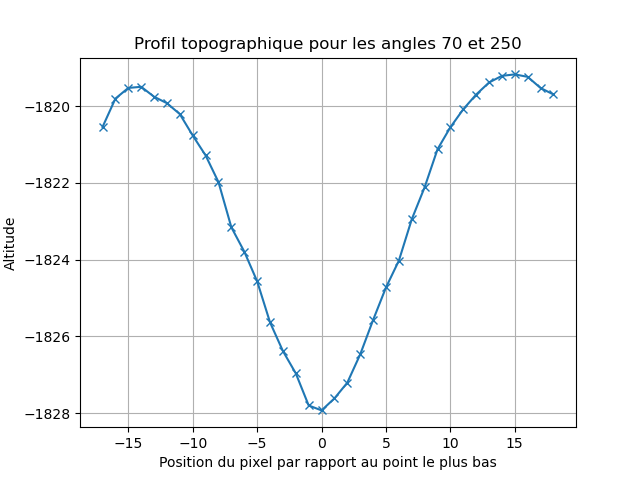 Profil topographique pour les angles 70 et 250
Altitude
−1820
−1822
−1824
−1826
−1828
−15 −10 −5 0 5 10 15
Position du pixel par rapport au point le plus bas